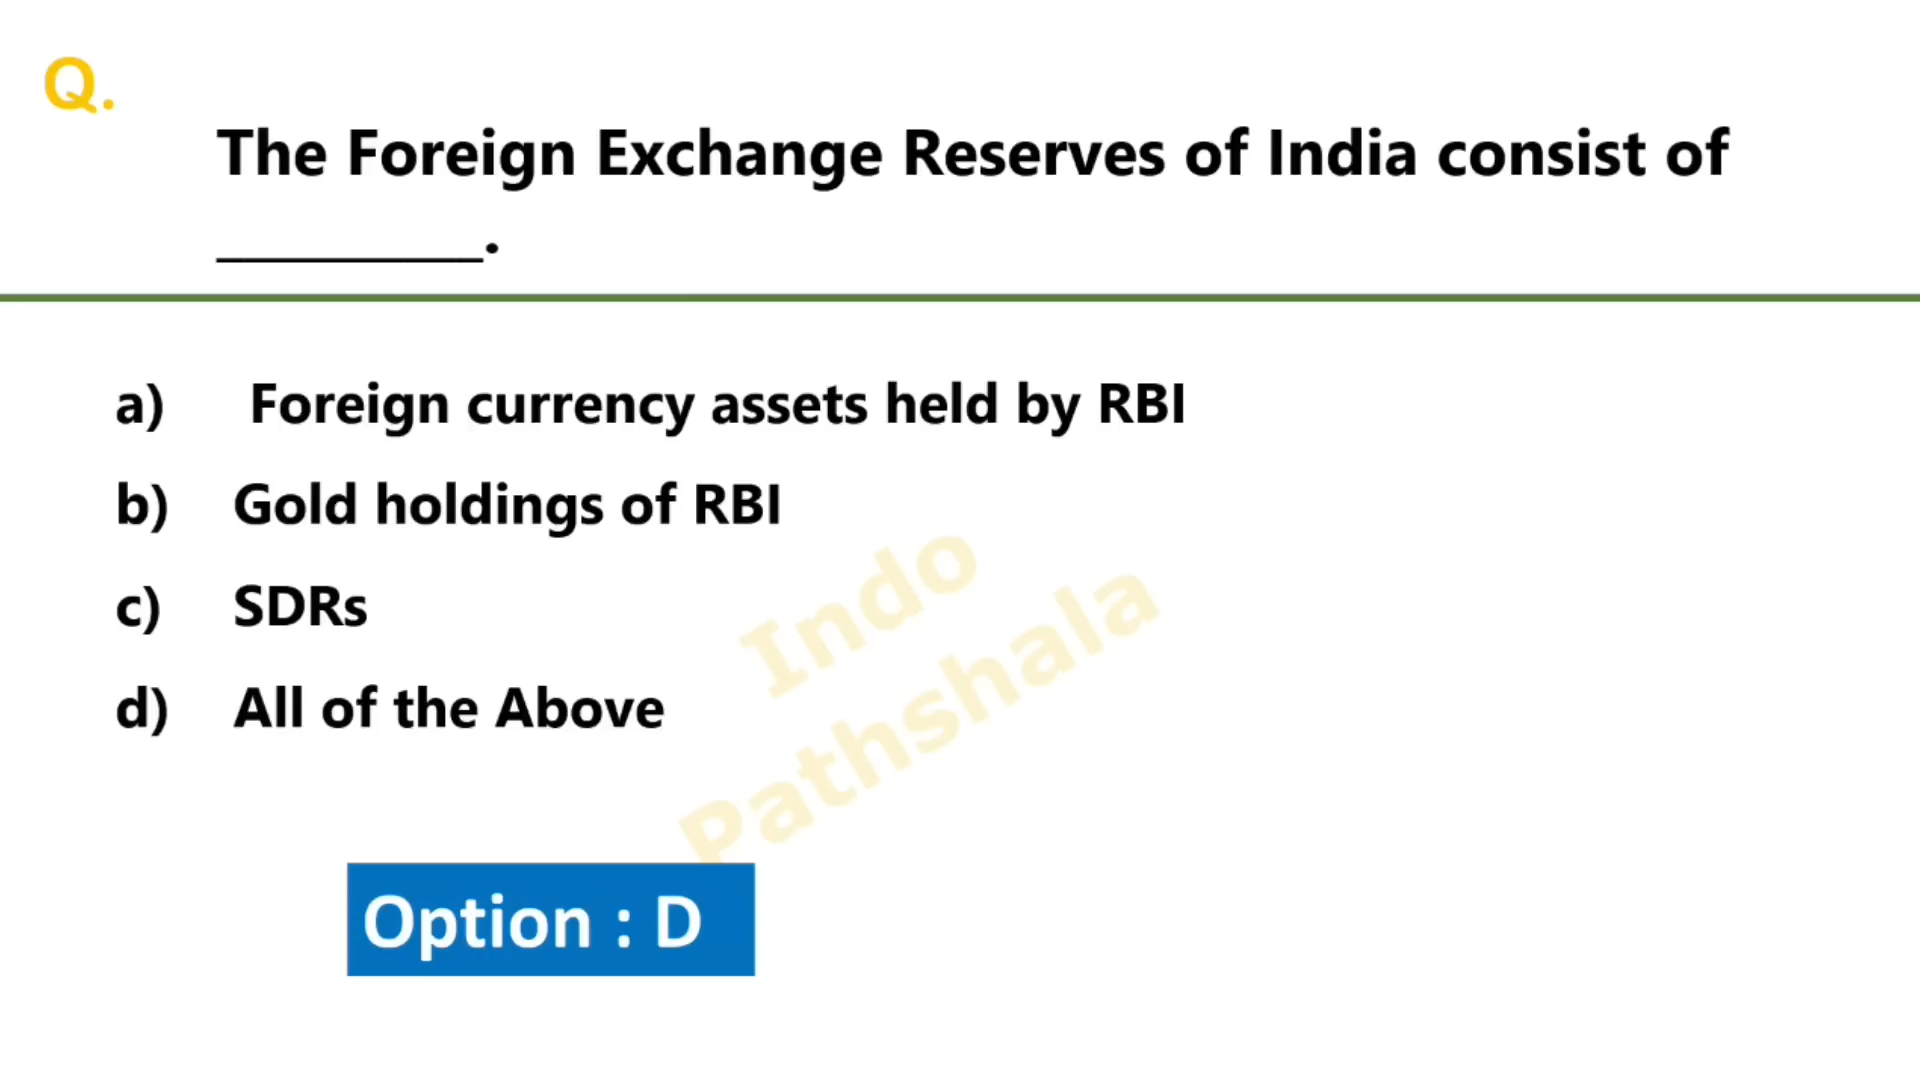 Q.
The Foreign Exchange Reserves of India consist of
__________.
a) Foreign currency assets held by RBI
b) Gold holdings of RBI
c) SDRs
d) All of the Above
Indo
Pathshala
Option : D